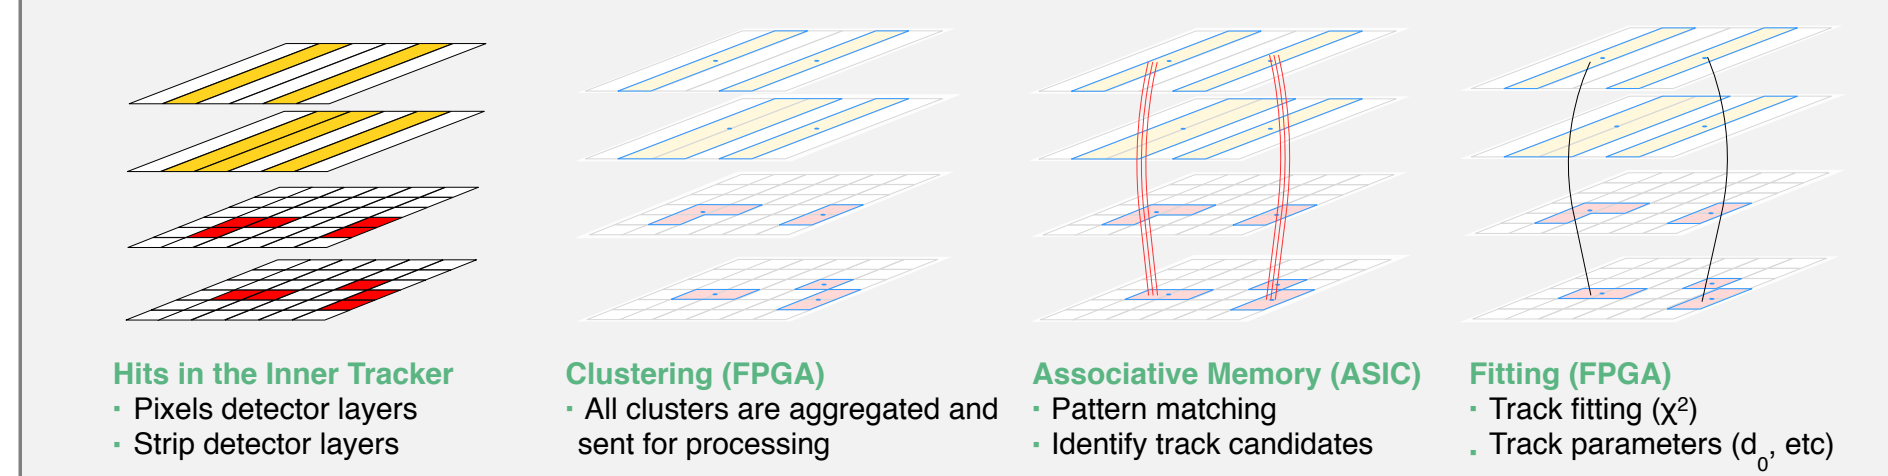 Hits in the Inner Tracker
· Pixels detector layers
· Strip detector layers
Clustering (FPGA)
· All clusters are aggregated and
sent for processing
Associative Memory (ASIC)
· Pattern matching
· Identify track candidates
Fitting (FPGA)
· Track fitting (χ²)
· Track parameters (d₀, etc)